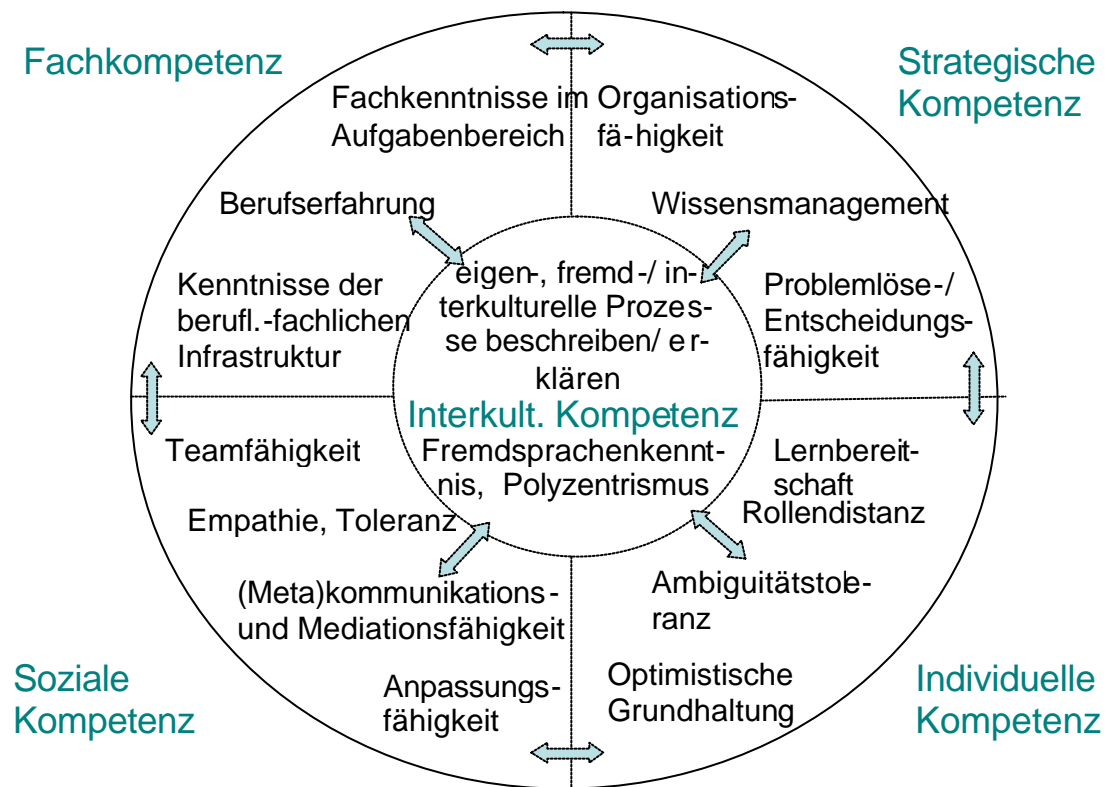 Fachkompetenz
Strategische
Kompetenz
Fachkenntnisse im
Aufgabenbereich
Organisations-
fä-higkeit
Berufserfahrung
Wissensmanagement
Kenntnisse der
berufl.-fachlichen
Infrastruktur
eigen-, fremd-/ in-
terkulturelle Prozes-
se beschreiben/ er-
klären
Problemlöse-/
Entscheidungs-
fähigkeit
Interkult. Kompetenz
Fremdsprachenkennt-
nis, Polyzentrismus
Teamfähigkeit
Empathie, Toleranz
(Meta)kommunikations-
und Mediationsfähigkeit
Anpassungs-
fähigkeit
Lernbereit-
schaft
Rollendistanz
Ambiguitätstole-
ranz
Optimistische
Grundhaltung
Soziale
Kompetenz
Individuelle
Kompetenz